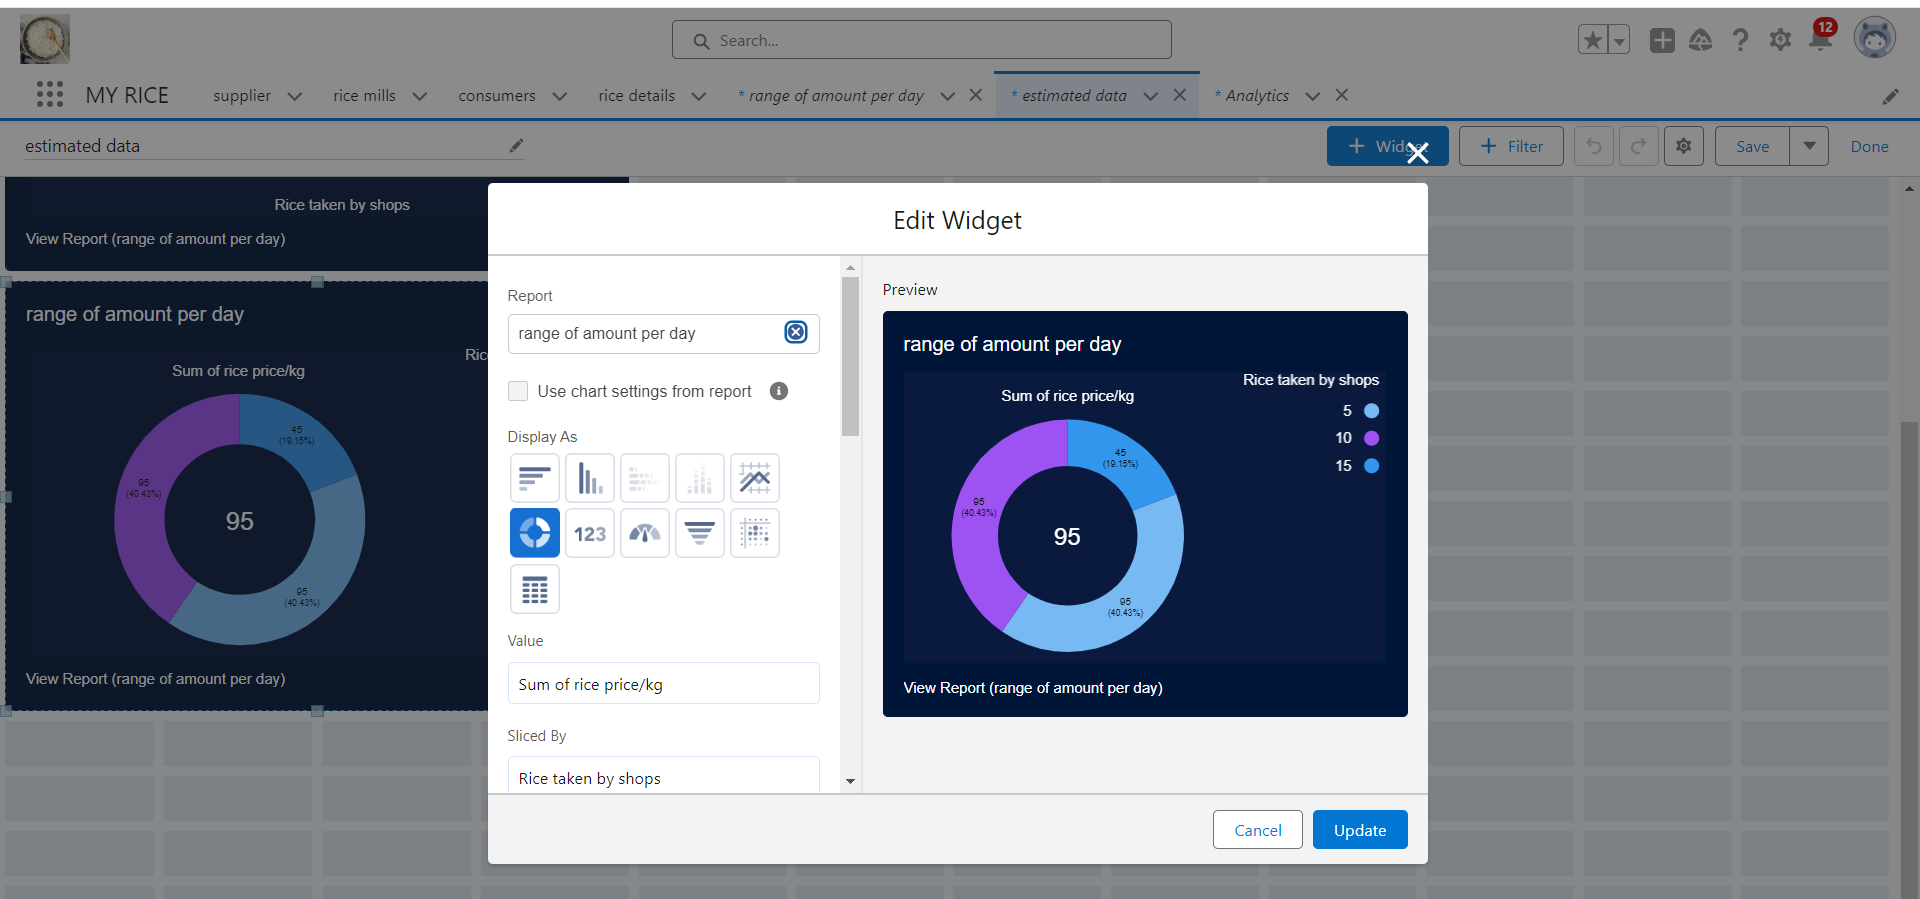 Search...
12
MY RICE
supplier
rice mills
consumers
rice details
* range of amount per day
* estimated data
* Analytics
estimated data
Filter
Save
Done
Rice taken by shops
View Report (range of amount per day)
range of amount per day
Ric
Sum of rice price/kg
45
(19.15%)
95
(40.43%)
95
95
(40.43%)
View Report (range of amount per day)
Edit Widget
Report
range of amount per day
Use chart settings from report
Display As
123
Value
Sum of rice price/kg
Sliced By
Rice taken by shops
Preview
range of amount per day
Rice taken by shops
Sum of rice price/kg
5
10
15
45
(19.15%)
95
(40.43%)
95
95
(40.43%)
View Report (range of amount per day)
Cancel
Update